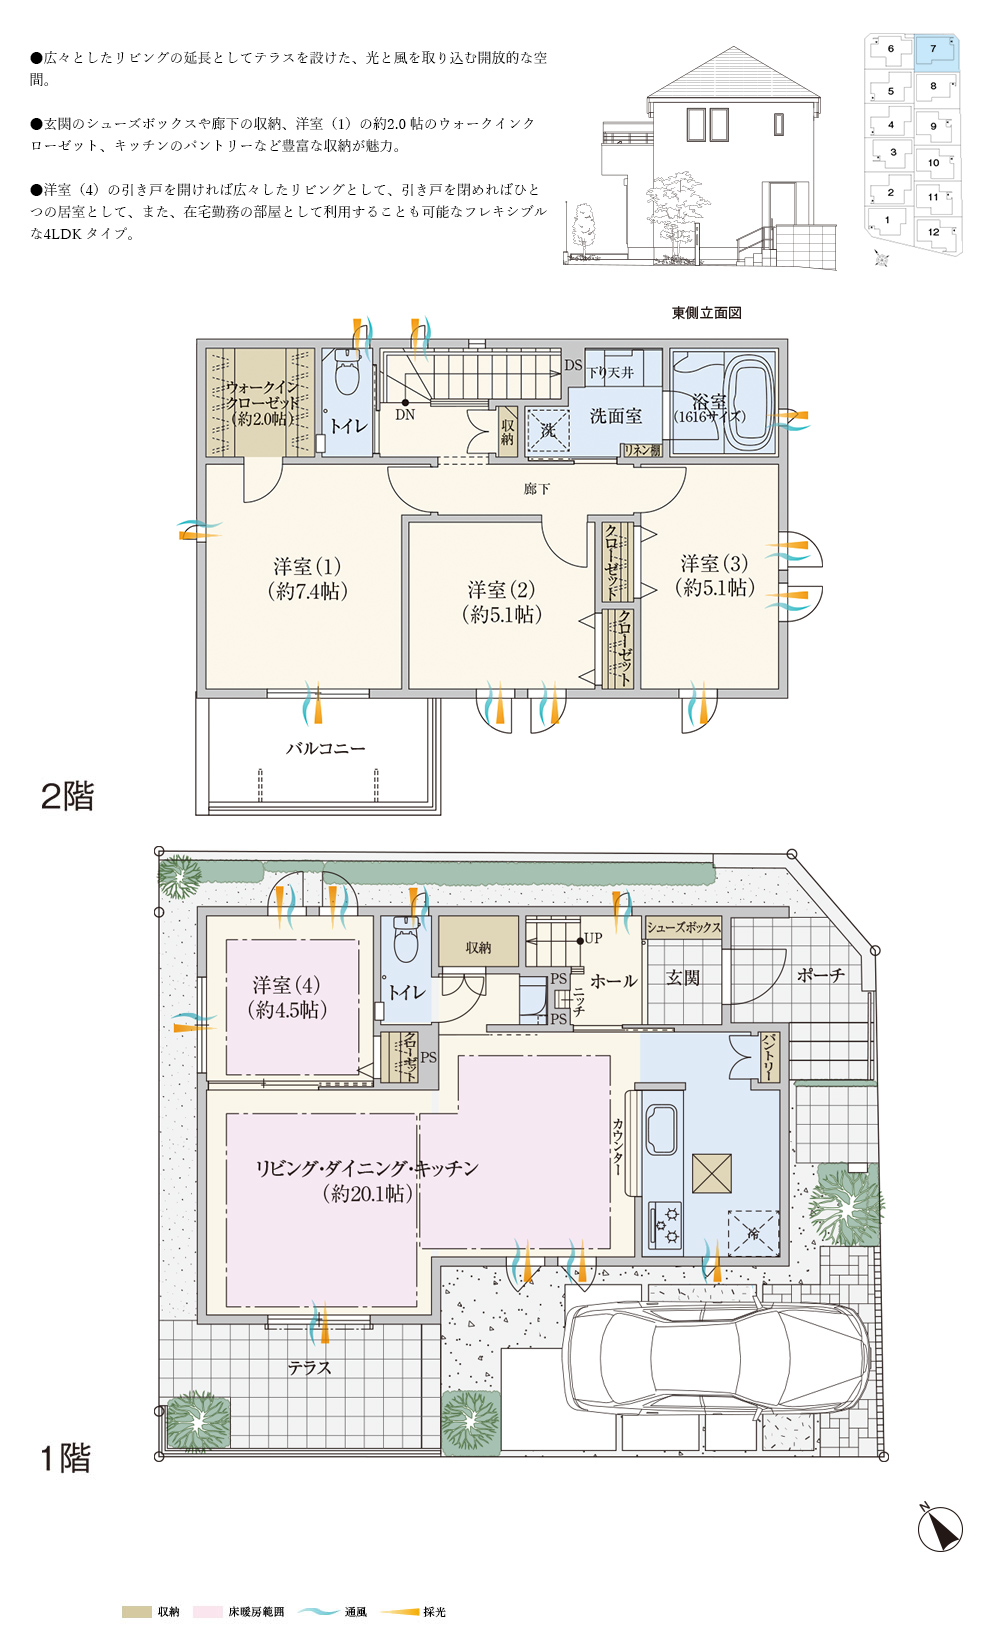 ●広々としたリビングの延長としてテラスを設けた、光と風を取り込む開放的な空
間。
●玄関のシューズボックスや廊下の収納、洋室（1）の約2.0 帖のウォークインク
ローゼット、キッチンのパントリーなど豊富な収納が魅力。
●洋室（4）の引き戸を開ければ広々したリビングとして、引き戸を閉めればひと
つの居室として、また、在宅勤務の部屋として利用することも可能なフレキシブル
な4LDK タイプ。
東側立面図
6
7
5
8
4
9
3
10
2
11
1
12
ウォークイン
クローゼッド
（約2.0帖）
トイレ
DN
収納
DS
下り天井
洗面室
洗
リネン棚
浴室
（1616サイズ）
廊下
洋室（1）
（約7.4帖）
洋室（2）
（約5.1帖）
洋室（3）
（約5.1帖）
クローゼット
クローゼット
バルコニー
2階
洋室（4）
（約4.5帖）
トイレ
収納
UP
PS
ニッチ
PS
ホール
シューズボックス
玄関
ポーチ
クローゼット
PS
パントリー
カウンター
リビング・ダイニング・キッチン
（約20.1帖）
冷
テラス
1階
N
収納
床暖房範囲
通風
採光